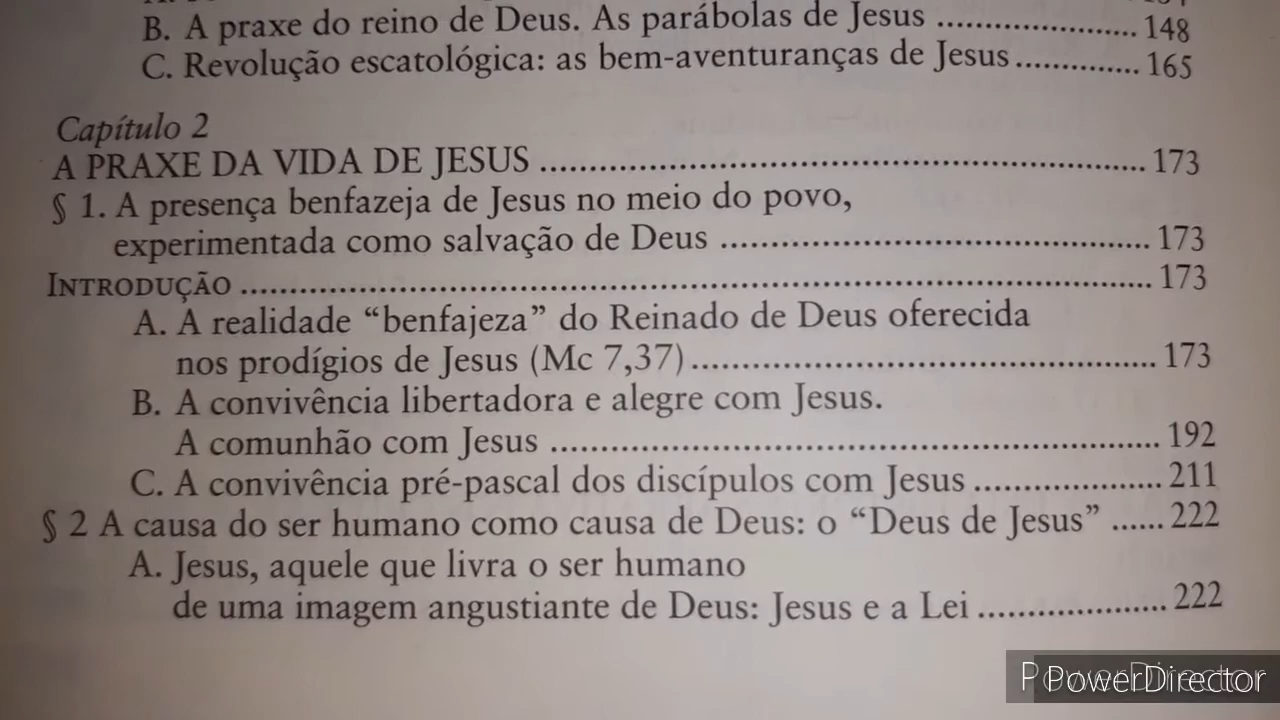 B. A praxe do reino de Deus. As parábolas de Jesus .................................. 148
C. Revolução escatológica: as bem-aventuranças de Jesus .................. 165
Capítulo 2
A PRAXE DA VIDA DE JESUS .................................................................................. 173
§ 1. A presença benfazeja de Jesus no meio do povo,
experimentada como salvação de Deus .......................................................... 173
INTRODUÇÃO .................................................................................................................... 173
A. A realidade “benfajeza” do Reinado de Deus oferecida
nos prodígios de Jesus (Mc 7,37) .............................................................. 173
B. A convivência libertadora e alegre com Jesus.
A comunhão com Jesus .................................................................................. 192
C. A convivência pré-pascal dos discípulos com Jesus ......................... 211
§ 2 A causa do ser humano como causa de Deus: o “Deus de Jesus” ...... 222
A. Jesus, aquele que livra o ser humano
de uma imagem angustiante de Deus: Jesus e a Lei ......................... 222
PowerDirector
PowerDirector